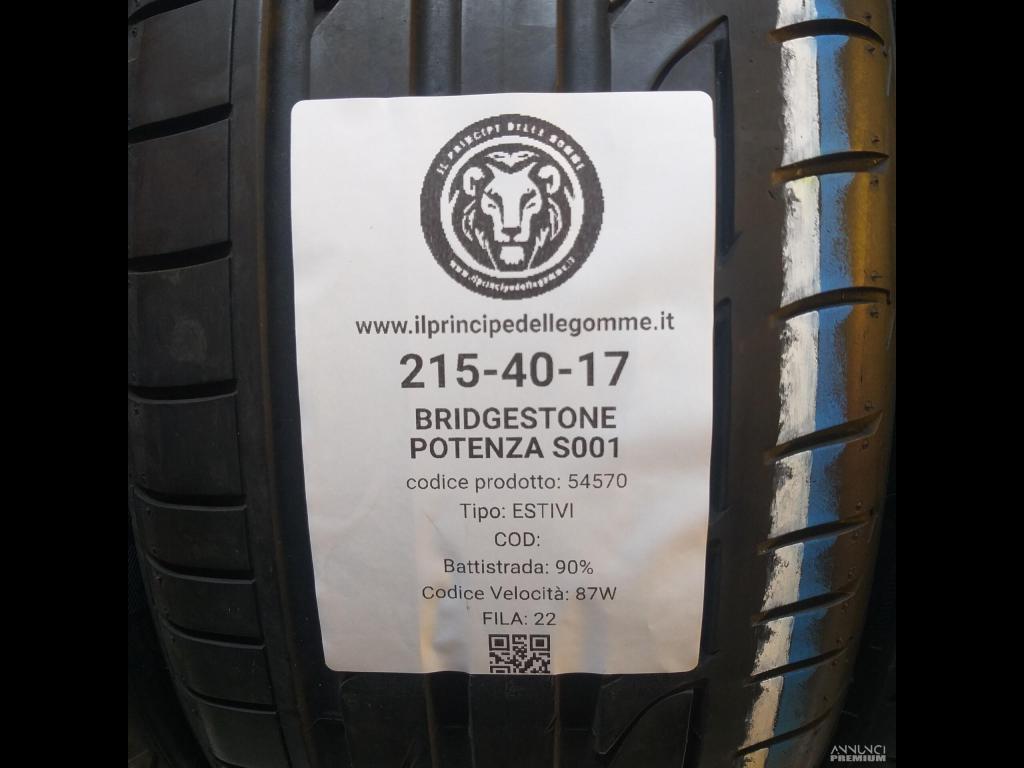 IL PRINCIPE DELLE GOMME
www.ilprincipedellegomme.it
www.ilprincipedellegomme.it
215-40-17
BRIDGESTONE
POTENZA S001
codice prodotto: 54570
Tipo: ESTIVI
COD:
Battistrada: 90%
Codice Velocità: 87W
FILA: 22
ANNUNCI
PREMIUM